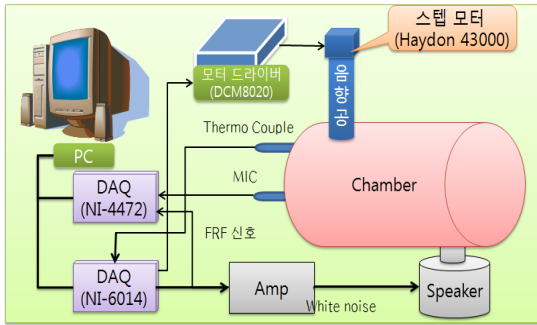 스텝 모터
(Haydon 43000)
모터 드라이버
(DCM8020)
음향공
Thermo Couple
PC
MIC
Chamber
DAQ
(NI-4472)
FRF 신호
DAQ
(NI-6014)
Amp
White noise
Speaker